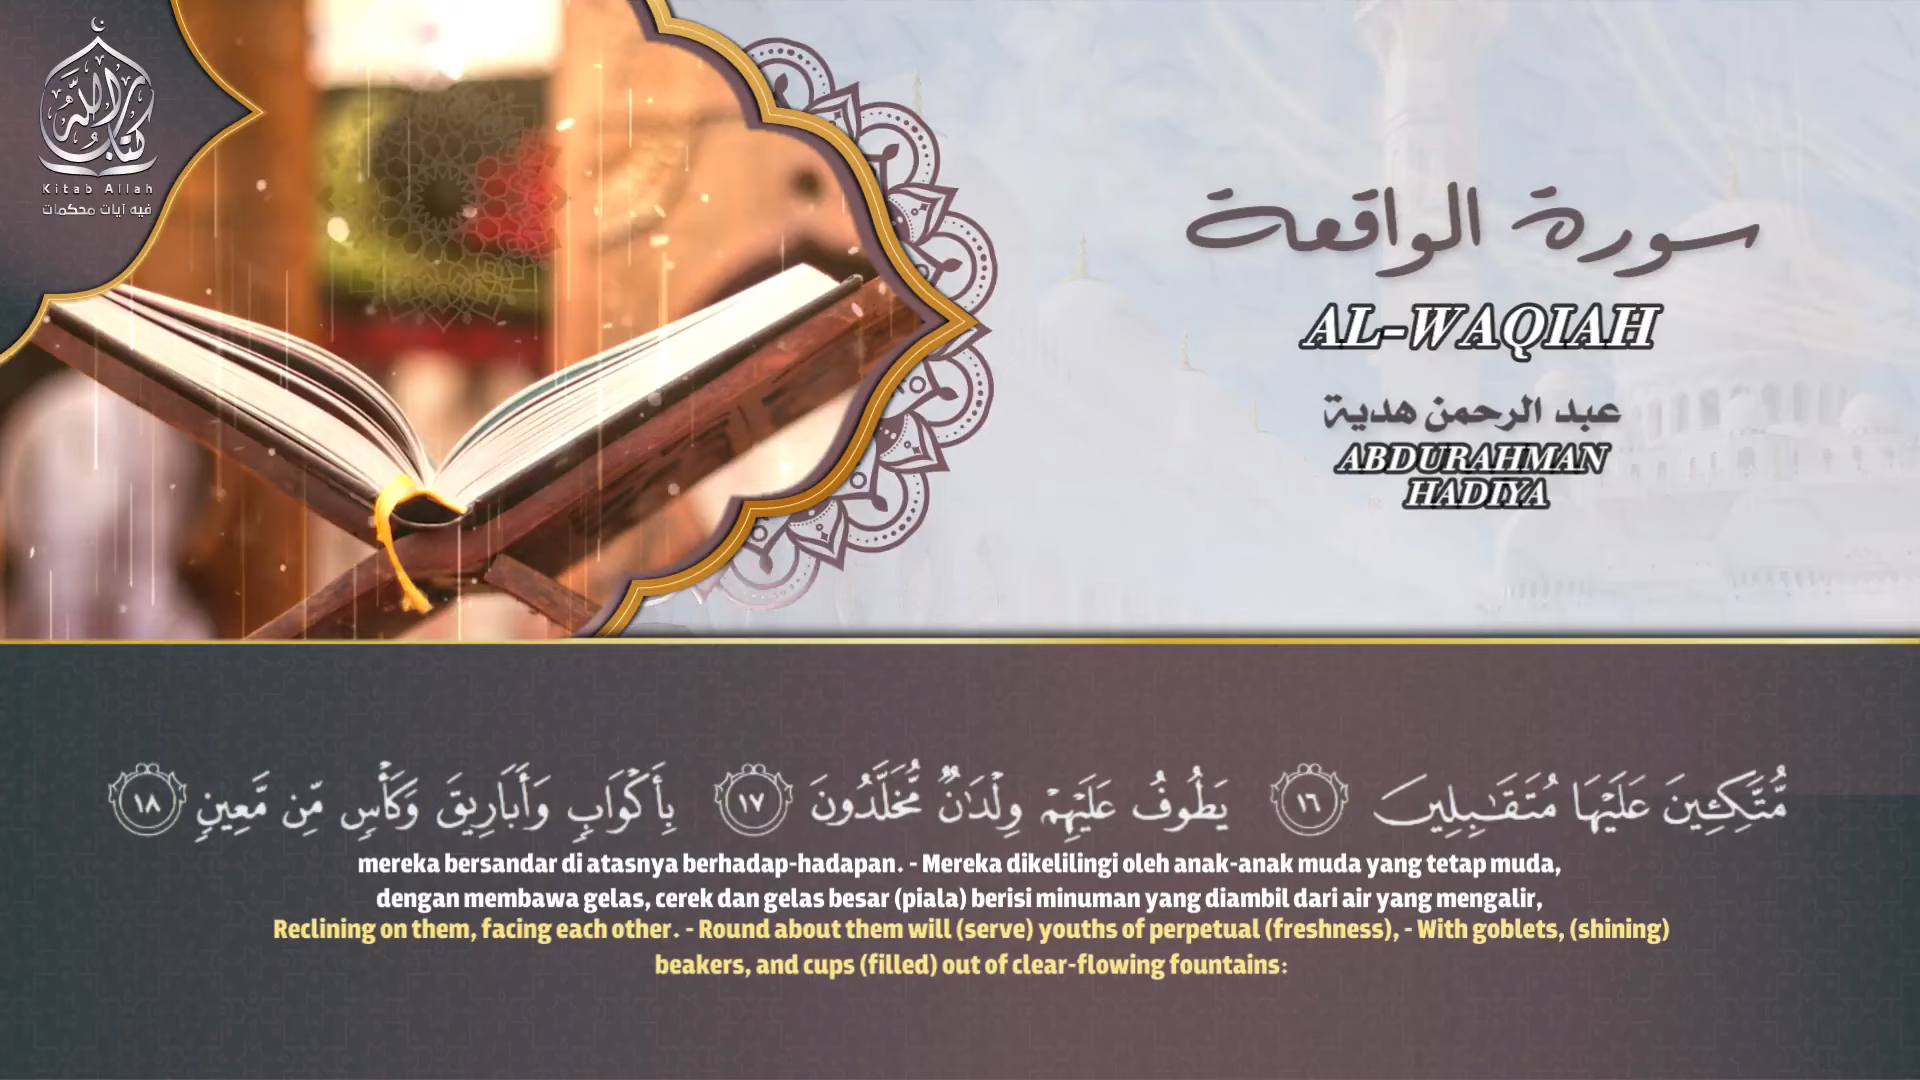 كتاب الله
Kitab Allah
فيه آيات محكمات
سورة الواقعة
AL-WAQIAH
عبد الرحمن هدية
ABDURAHMAN
HADIYA
مُّتَّكِـِٔينَ عَلَيْهَا مُتَقَـٰبِلِينَ ١٦ يَطُوفُ عَلَيْهِمْ وِلْدَٰنٌ مُّخَلَّدُونَ ١٧ بِأَكْوَابٍ وَأَبَارِيقَ وَكَأْسٍ مِّن مَّعِينٍ ١٨
mereka bersandar di atasnya berhadap-hadapan. - Mereka dikelilingi oleh anak-anak muda yang tetap muda,
dengan membawa gelas, cerek dan gelas besar (piala) berisi minuman yang diambil dari air yang mengalir,
Reclining on them, facing each other. - Round about them will (serve) youths of perpetual (freshness), - With goblets, (shining)
beakers, and cups (filled) out of clear-flowing fountains: